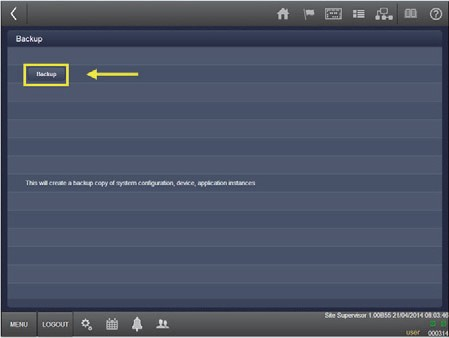 Backup
Backup
This will create a backup copy of system configuration, device, application instances
Site Supervisor 1.00B55 21/04/2014 08:03:46
MENU LOGOUT
user 000314